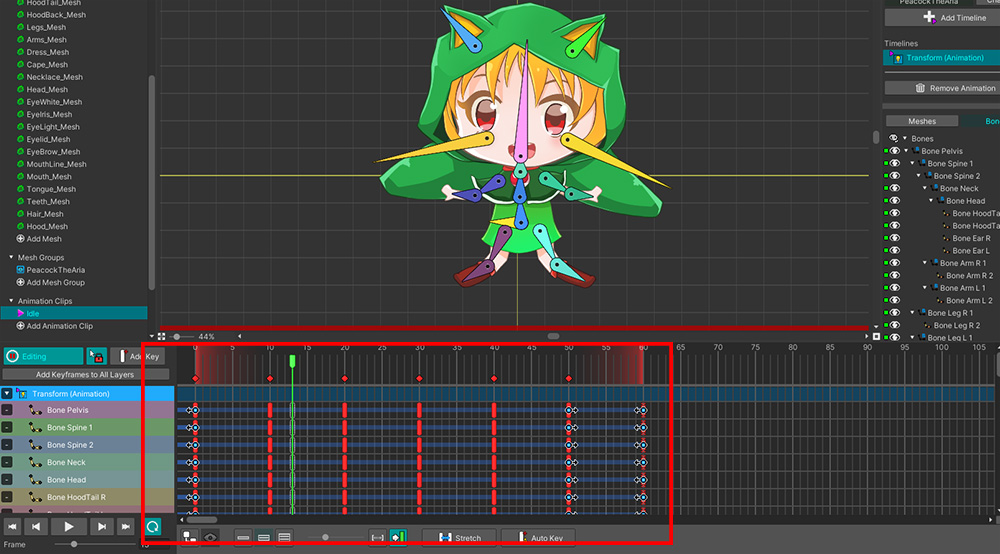 HoodTail_Mesh
HoodBack_Mesh
Legs_Mesh
Arms_Mesh
Dress_Mesh
Cape_Mesh
Necklace_Mesh
Head_Mesh
EyeWhite_Mesh
EyeIris_Mesh
EyeLight_Mesh
Eyelid_Mesh
EyeBrow_Mesh
MouthLine_Mesh
Mouth_Mesh
Tongue_Mesh
Teeth_Mesh
Hair_Mesh
Hood_Mesh
Add Mesh
Mesh Groups
PeacockTheAria
Add Mesh Group
Animation Clips
Idle
Add Animation Clip
44%
PeacockTheAria
Add Timeline
Timelines
Transform (Animation)
Remove Animation
Meshes
Bon
Bones
Bone Pelvis
Bone Spine 1
Bone Spine 2
Bone Neck
Bone Head
Bone HoodTa
Bone HoodTa
Bone Ear R
Bone Ear L
Bone Arm R 1
Bone Arm R 2
Bone Arm L 1
Bone Arm L 2
Bone Leg R 1
Bone Leg R 2
Bone Leg L 1
Editing
Add Key
Add Keyframes to All Layers
0 5 10 15 20 25 30 35 40 45 50 55 60 65 70 75 80 85 90 95 100 105
Transform (Animation)
Bone Pelvis
Bone Spine 1
Bone Spine 2
Bone Neck
Bone Head
Bone HoodTail R
Frame
Stretch
Auto Key